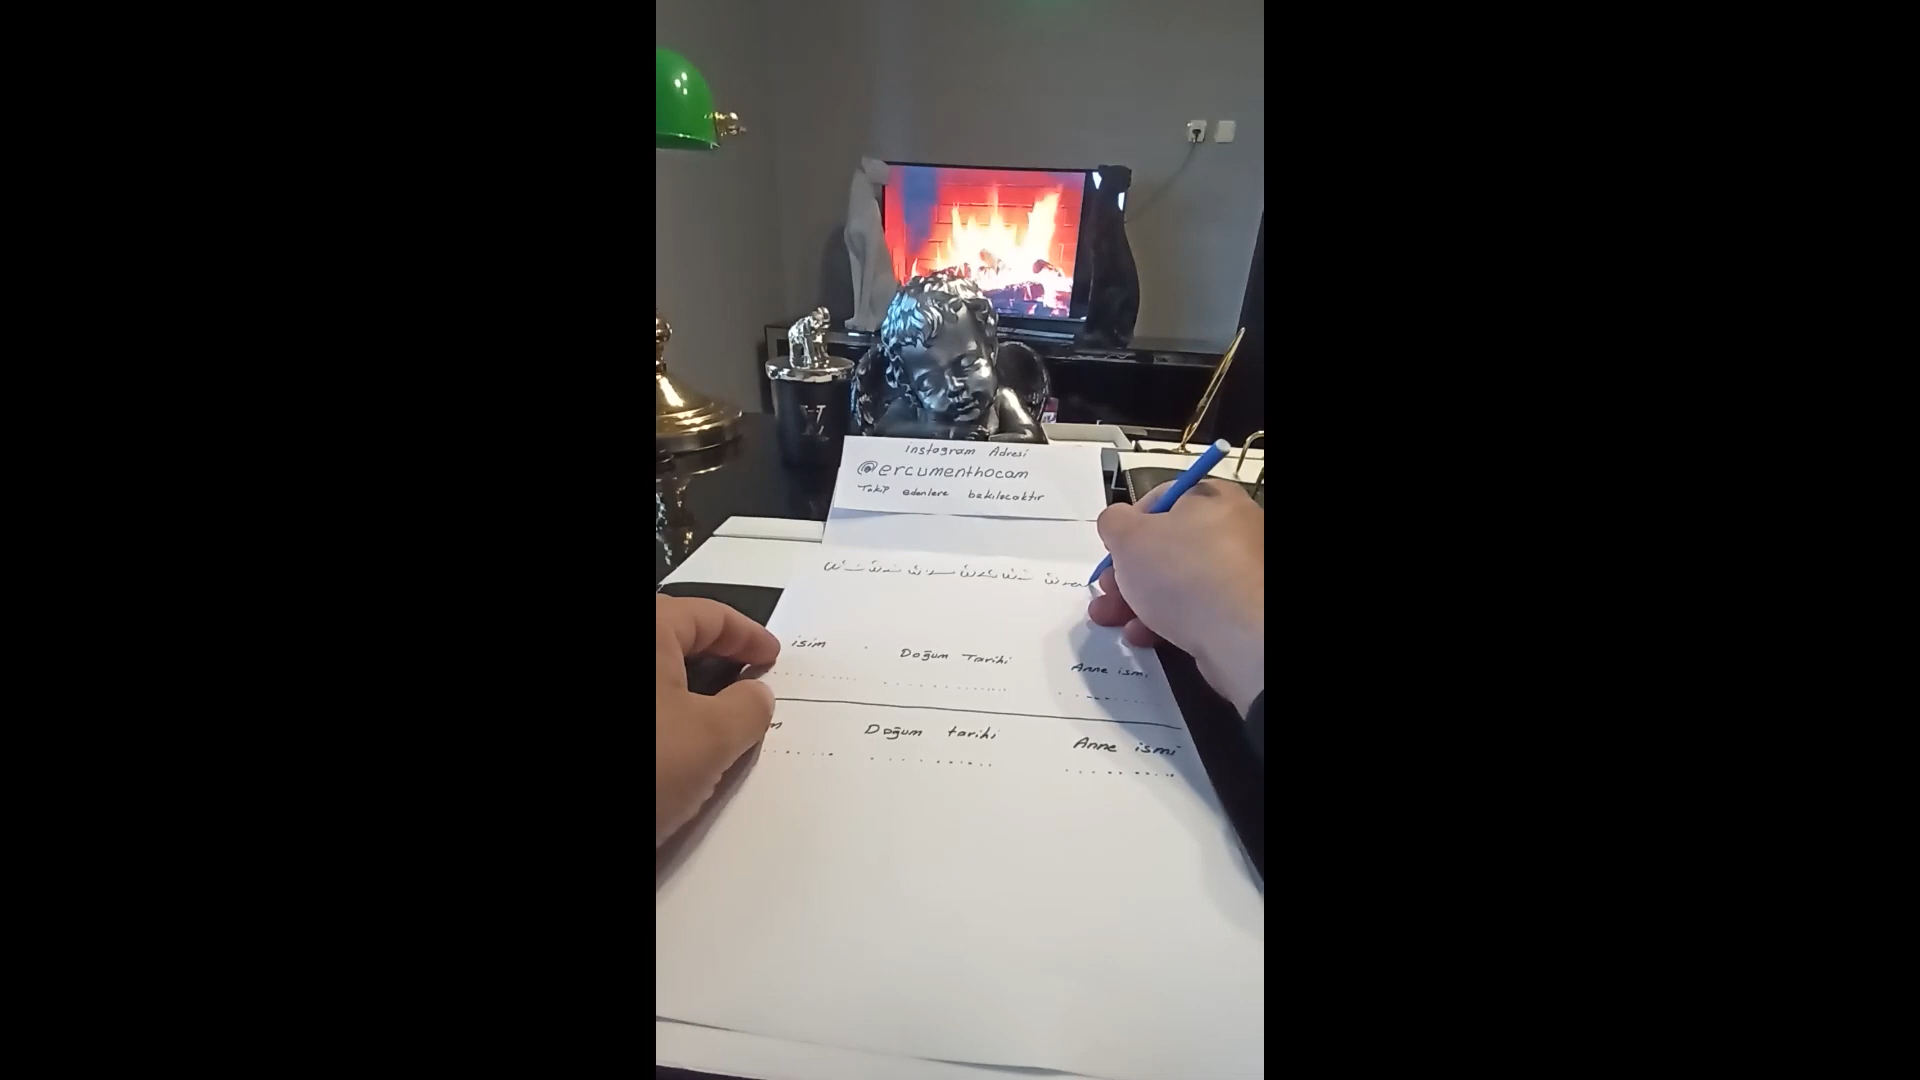 instagram Adresi
@ercumenthocam
Takip edenlere bakılacaktır
isim Doğum Tarihi Anne ismi
Doğum tarihi Anne ismi